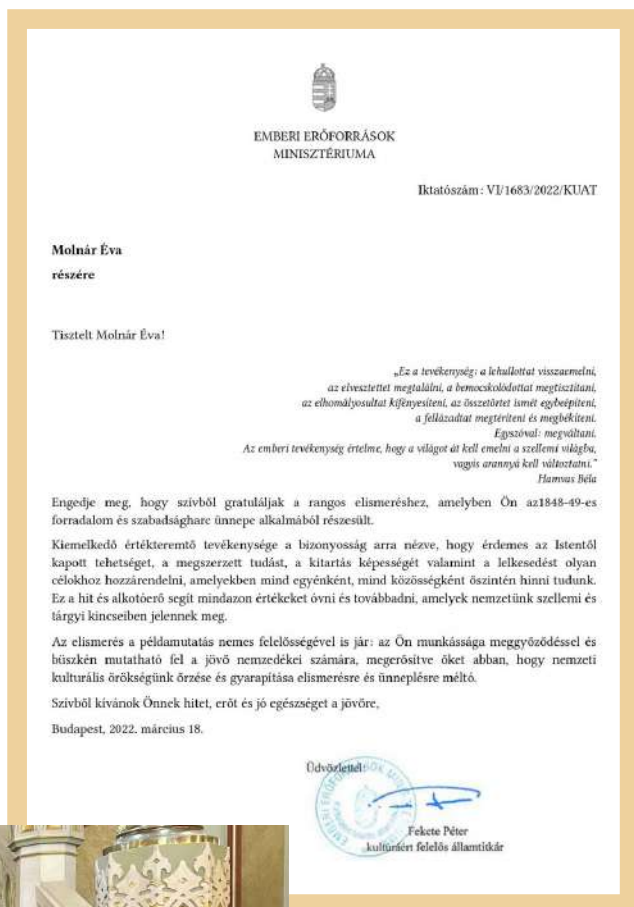 EMBERI ERŐFORRÁSOK
MINISZTÉRIUMA
Iktatószám: VI/1683/2022/KUAT
Molnár Éva
részére
Tisztelt Molnár Éva!
„Ez a tevékenység: a lehullottat visszaemelni,
az elvesztettet megtalálni, a bemocskolódottat megtisztítani,
az elhomályosultat kifényesíteni, az összetörtet ismét egybeépíteni,
a fellázadtat megtéríteni és megbékíteni.
Egyszóval: megváltani.
Az emberi tevékenység értelme, hogy a világot át kell emelni a szellemi világba,
vagyis arannyá kell változtatni."
Hamvas Béla
Engedje meg, hogy szívből gratuláljak a rangos elismeréshez, amelyben Ön az1848-49-es
forradalom és szabadságharc ünnepe alkalmából részesült.
Kiemelkedő értékteremtő tevékenysége a bizonyosság arra nézve, hogy érdemes az Istentől
kapott tehetséget, a megszerzett tudást, a kitartás képességét valamint a lelkesedést olyan
célokhoz hozzárendelni, amelyekben mind egyénként, mind közösségként őszintén hinni tudunk.
Ez a hit és alkotóerő segít mindazon értékeket óvni és továbbadni, amelyek nemzetünk szellemi és
tárgyi kincseiben jelennek meg.
Az elismerés a példamutatás nemes felelősségével is jár: az Ön munkássága meggyőződéssel és
büszkén mutatható fel a jövő nemzedékei számára, megerősítve őket abban, hogy nemzeti
kulturális örökségünk őrzése és gyarapítása elismerésre és ünneplésre méltó.
Szívből kívánok Önnek hitet, erőt és jó egészséget a jövőre,
Budapest, 2022. március 18.
Üdvözlettel:
Fekete Péter
kultúráért felelős államtitkár